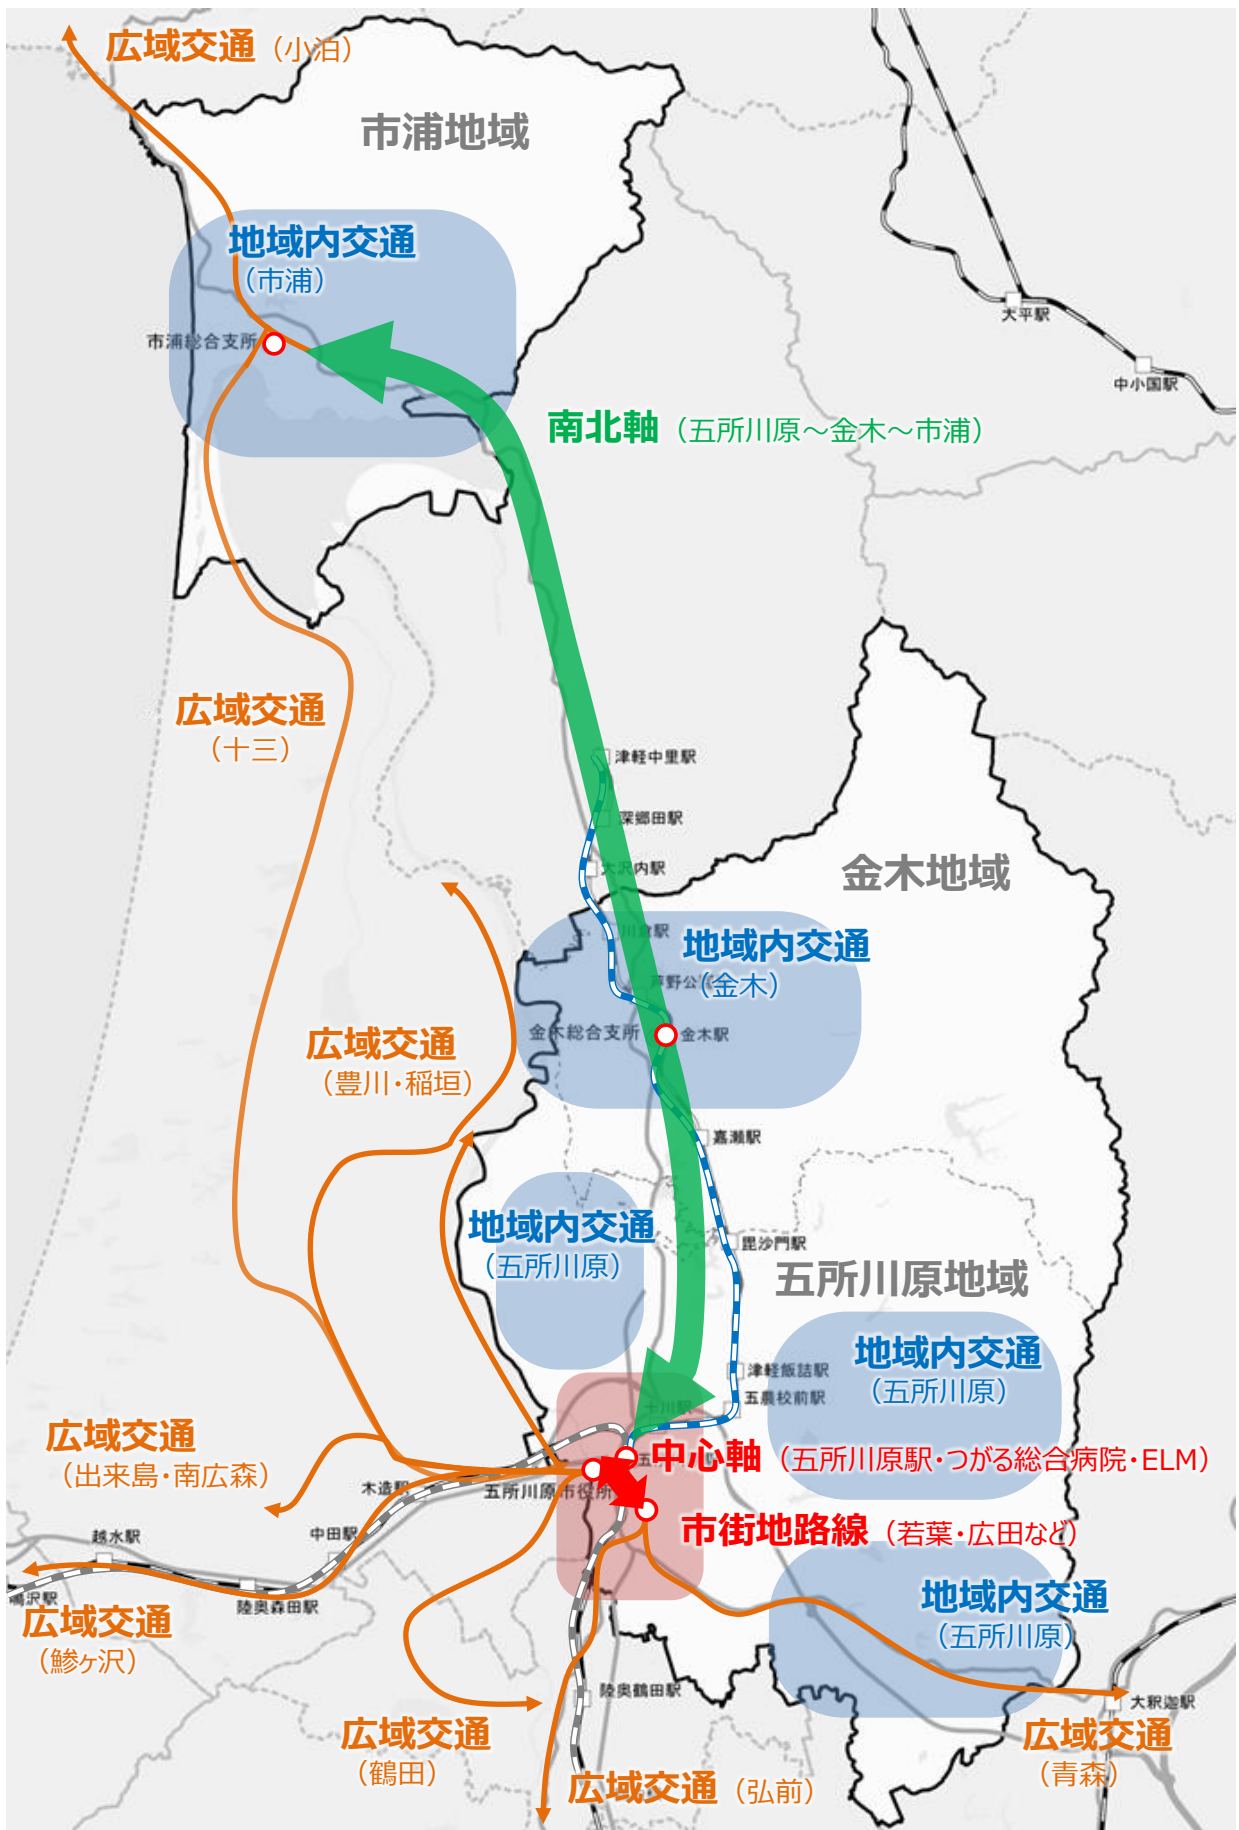 広域交通（小泊）
市浦地域
地域内交通
（市浦）
市浦総合支所
大平駅
中小国駅
南北軸（五所川原～金木～市浦）
広域交通
（十三）
津軽中里駅
深郷田駅
大沢内駅
金木地域
川倉駅
地域内交通
（金木）
芦野公
金木総合支所
金木駅
広域交通
（豊川・稲垣）
嘉瀬駅
地域内交通
（五所川原）
毘沙門駅
五所川原地域
地域内交通
（五所川原）
津軽飯詰駅
五農校前駅
十川駅
広域交通
（出来島・南広森）
中心軸（五所川原駅・つがる総合病院・ELM）
木造駅
五所川原市役所
市街地路線（若葉・広田など）
越水駅
中田駅
鳴沢駅
陸奥森田駅
広域交通
（鰺ヶ沢）
地域内交通
（五所川原）
陸奥鶴田駅
大釈迦駅
広域交通
（鶴田）
広域交通（弘前）
広域交通
（青森）